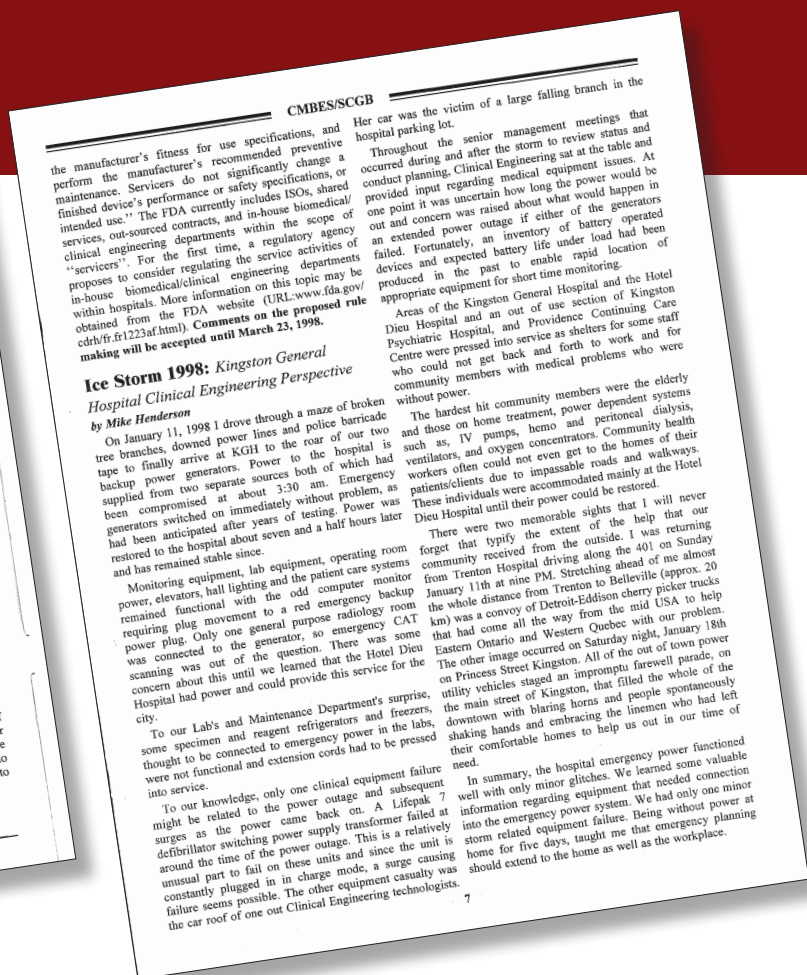 CMBES/SCGB
the manufacturer's fitness for use specifications, and
perform the manufacturer's recommended preventive
maintenance. Servicers do not significantly change a
finished device's performance or safety specifications, or
intended use.'' The FDA currently includes ISOs, shared
services, out-sourced contracts, and in-house biomedical/
clinical engineering departments within the scope of
''servicers''. For the first time, a regulatory agency
proposes to consider regulating the service activities of
in-house biomedical/clinical engineering departments
within hospitals. More information on this topic may be
obtained from the FDA website (URL:www.fda.gov/
cdrh/fr.fr1223af.html). Comments on the proposed rule
making will be accepted until March 23, 1998.
Ice Storm 1998: Kingston General
Hospital Clinical Engineering Perspective
by Mike Henderson
On January 11, 1998 I drove through a maze of broken
tree branches, downed power lines and police barricade
tape to finally arrive at KGH to the roar of our two
backup power generators. Power to the hospital is
supplied from two separate sources both of which had
been compromised at about 3:30 am. Emergency
generators switched on immediately without problem, as
had been anticipated after years of testing. Power was
restored to the hospital about seven and a half hours later
and has remained stable since.
Monitoring equipment, lab equipment, operating room
power, elevators, hall lighting and the patient care systems
remained functional with the odd computer monitor
requiring plug movement to a red emergency backup
power plug. Only one general purpose radiology room
was connected to the generator, so emergency CAT
scanning was out of the question. There was some
concern about this until we learned that the Hotel Dieu
Hospital had power and could provide this service for the
city.
To our Lab's and Maintenance Department's surprise,
some specimen and reagent refrigerators and freezers,
thought to be connected to emergency power in the labs,
were not functional and extension cords had to be pressed
into service.
To our knowledge, only one clinical equipment failure
might be related to the power outage and subsequent
surges as the power came back on. A Lifepak 7
defibrillator switching power supply transformer failed at
around the time of the power outage. This is a relatively
unusual part to fail on these units and since the unit is
constantly plugged in in charge mode, a surge causing
failure seems possible. The other equipment casualty was
the car roof of one out Clinical Engineering technologists.
Her car was the victim of a large falling branch in the
hospital parking lot.
Throughout the senior management meetings that
occurred during and after the storm to review status and
conduct planning, Clinical Engineering sat at the table and
provided input regarding medical equipment issues. At
one point it was uncertain how long the power would be
out and concern was raised about what would happen in
an extended power outage if either of the generators
failed. Fortunately, an inventory of battery operated
devices and expected battery life under load had been
produced in the past to enable rapid location of
appropriate equipment for short time monitoring.
Areas of the Kingston General Hospital and the Hotel
Dieu Hospital and an out of use section of Kingston
Psychiatric Hospital, and Providence Continuing Care
Centre were pressed into service as shelters for some staff
who could not get back and forth to work and for
community members with medical problems who were
without power.
The hardest hit community members were the elderly
and those on home treatment, power dependent systems
such as, IV pumps, hemo and peritoneal dialysis,
ventilators, and oxygen concentrators. Community health
workers often could not even get to the homes of their
patients/clients due to impassable roads and walkways.
These individuals were accommodated mainly at the Hotel
Dieu Hospital until their power could be restored.
There were two memorable sights that I will never
forget that typify the extent of the help that our
community received from the outside. I was returning
from Trenton Hospital driving along the 401 on Sunday
January 11th at nine PM. Stretching ahead of me almost
the whole distance from Trenton to Belleville (approx. 20
km) was a convoy of Detroit-Eddison cherry picker trucks
that had come all the way from the mid USA to help
Eastern Ontario and Western Quebec with our problem.
The other image occurred on Saturday night, January 18th
on Princess Street Kingston. All of the out of town power
utility vehicles staged an impromptu farewell parade, on
the main street of Kingston, that filled the whole of the
downtown with blaring horns and people spontaneously
shaking hands and embracing the linemen who had left
their comfortable homes to help us out in our time of
need.
In summary, the hospital emergency power functioned
well with only minor glitches. We learned some valuable
information regarding equipment that needed connection
into the emergency power system. We had only one minor
storm related equipment failure. Being without power at
home for five days, taught me that emergency planning
should extend to the home as well as the workplace.
7